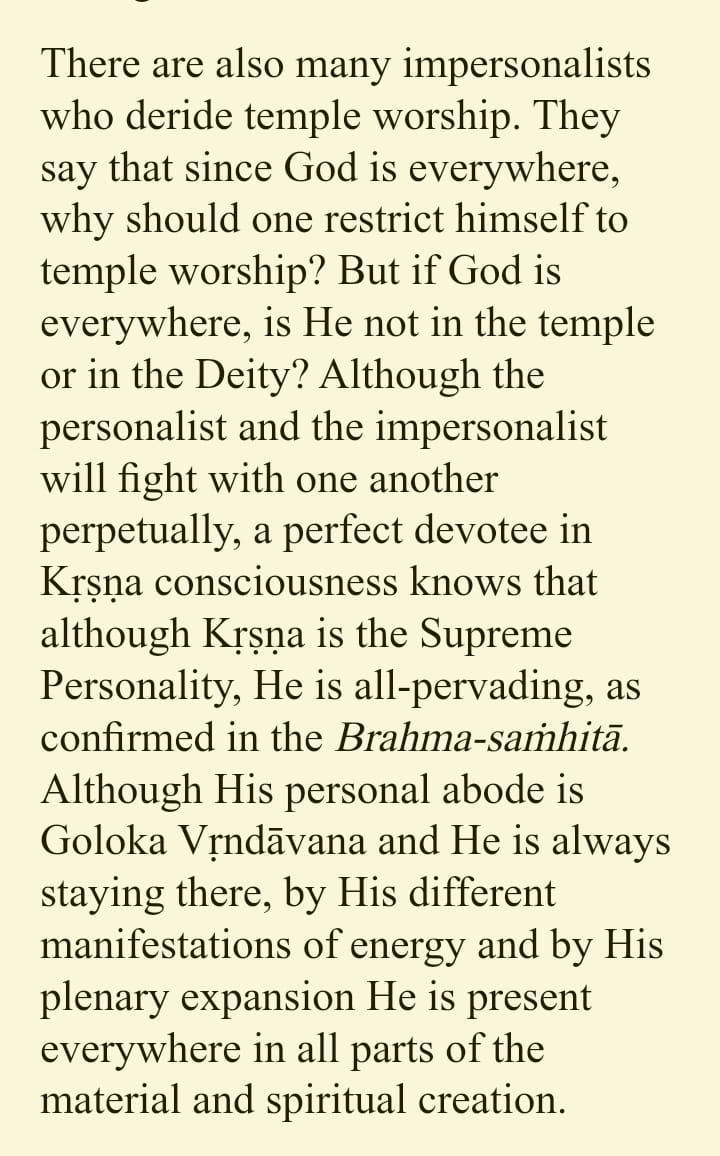 There are also many impersonalists
who deride temple worship. They
say that since God is everywhere,
why should one restrict himself to
temple worship? But if God is
everywhere, is He not in the temple
or in the Deity? Although the
personalist and the impersonalist
will fight with one another
perpetually, a perfect devotee in
Kṛṣṇa consciousness knows that
although Kṛṣṇa is the Supreme
Personality, He is all-pervading, as
confirmed in the Brahma-saṁhitā.
Although His personal abode is
Goloka Vṛndāvana and He is always
staying there, by His different
manifestations of energy and by His
plenary expansion He is present
everywhere in all parts of the
material and spiritual creation.